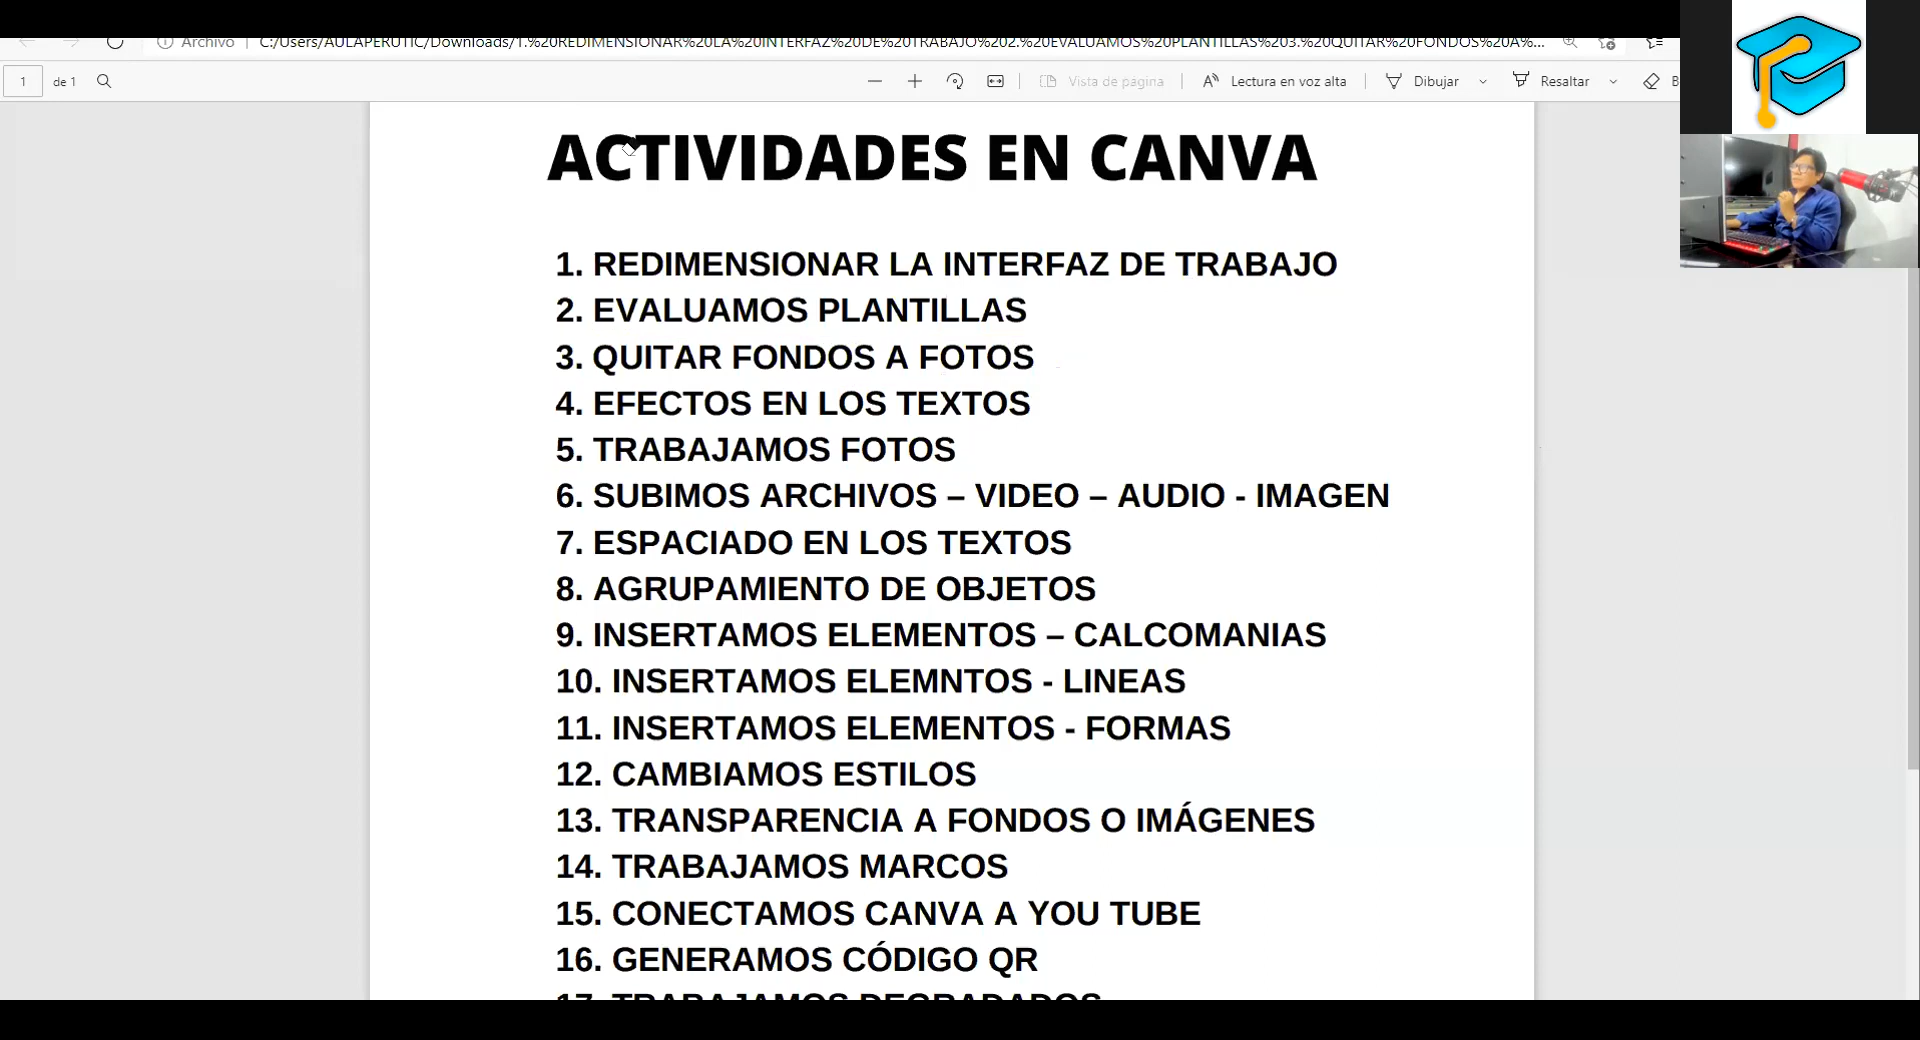 Archivo | C:/Users/AULAPERUTIC/Downloads/1.%20REDIMENSIONAR%20LA%20INTERFAZ%20DE%20TRABAJO%202.%20EVALUAMOS%20PLANTILLAS%203.%20QUITAR%20FONDOS%20A%...
1 de 1 Vista de página Lectura en voz alta Dibujar Resaltar B
ACTIVIDADES EN CANVA
1. REDIMENSIONAR LA INTERFAZ DE TRABAJO
2. EVALUAMOS PLANTILLAS
3. QUITAR FONDOS A FOTOS
4. EFECTOS EN LOS TEXTOS
5. TRABAJAMOS FOTOS
6. SUBIMOS ARCHIVOS – VIDEO – AUDIO - IMAGEN
7. ESPACIADO EN LOS TEXTOS
8. AGRUPAMIENTO DE OBJETOS
9. INSERTAMOS ELEMENTOS – CALCOMANIAS
10. INSERTAMOS ELEMNTOS - LINEAS
11. INSERTAMOS ELEMENTOS - FORMAS
12. CAMBIAMOS ESTILOS
13. TRANSPARENCIA A FONDOS O IMÁGENES
14. TRABAJAMOS MARCOS
15. CONECTAMOS CANVA A YOU TUBE
16. GENERAMOS CÓDIGO QR
17. TRABAJAMOS DEGRADADOS